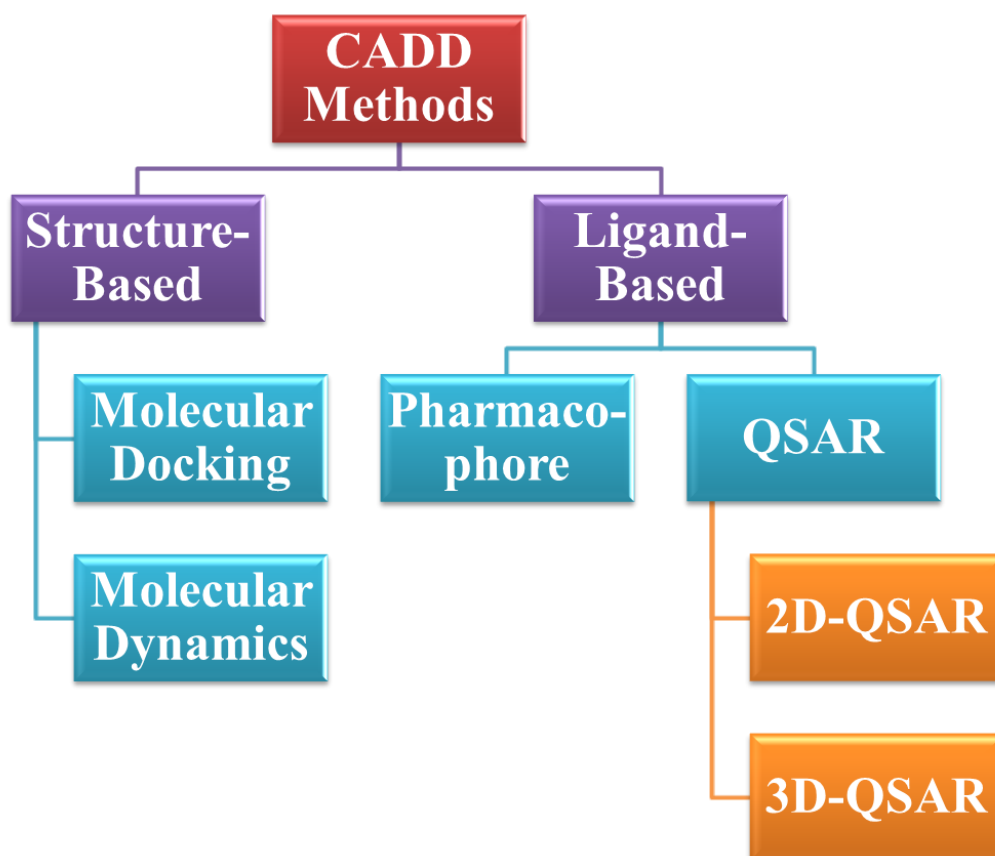 CADD
Methods
Structure-
Based
Ligand-
Based
Molecular
Docking
Pharmaco-
phore
QSAR
Molecular
Dynamics
2D-QSAR
3D-QSAR